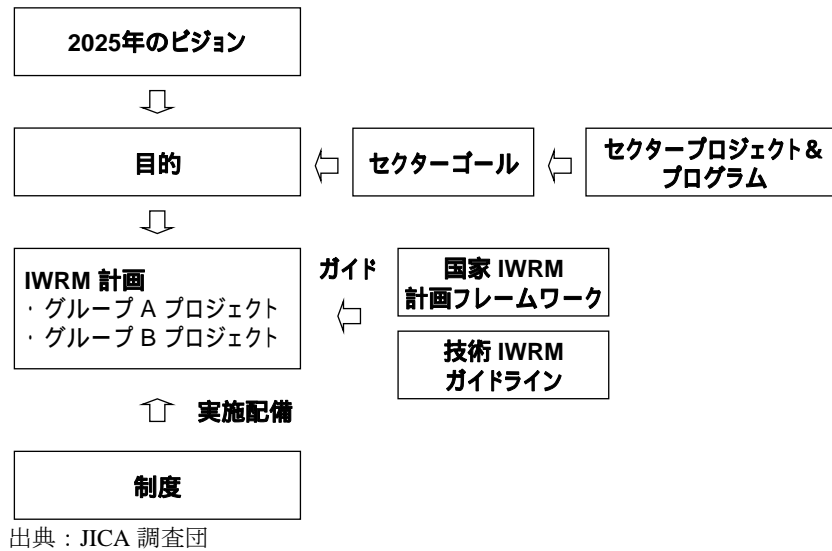 2025年のビジョン
目的
セクターゴール
セクタープロジェクト&
プログラム
IWRM 計画
・グループ A プロジェクト
・グループ B プロジェクト
ガイド
国家 IWRM
計画フレームワーク
技術 IWRM
ガイドライン
実施配備
制度
出典：JICA 調査団